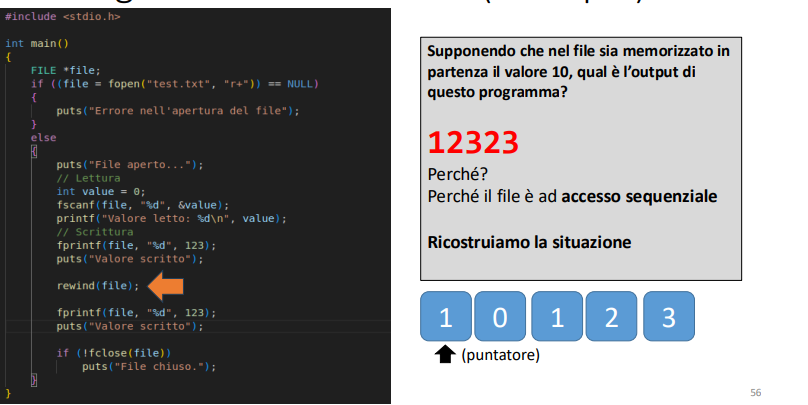 #include <stdio.h>
int main()
{
FILE *file;
if ((file = fopen("test.txt", "r+")) == NULL)
{
puts("Errore nell'apertura del file");
}
else
{
puts("File aperto...");
// Lettura
int value = 0;
fscanf(file, "%d", &value);
printf("Valore letto: %d\n", value);
// Scrittura
fprintf(file, "%d", 123);
puts("Valore scritto");
rewind(file);
fprintf(file, "%d", 123);
puts("Valore scritto");
if (!fclose(file))
puts("File chiuso.");
}
}
Supponendo che nel file sia memorizzato in
partenza il valore 10, qual è l'output di
questo programma?
12323
Perché?
Perché il file è ad accesso sequenziale
Ricostruiamo la situazione
1 0 1 2 3
(puntatore)
56